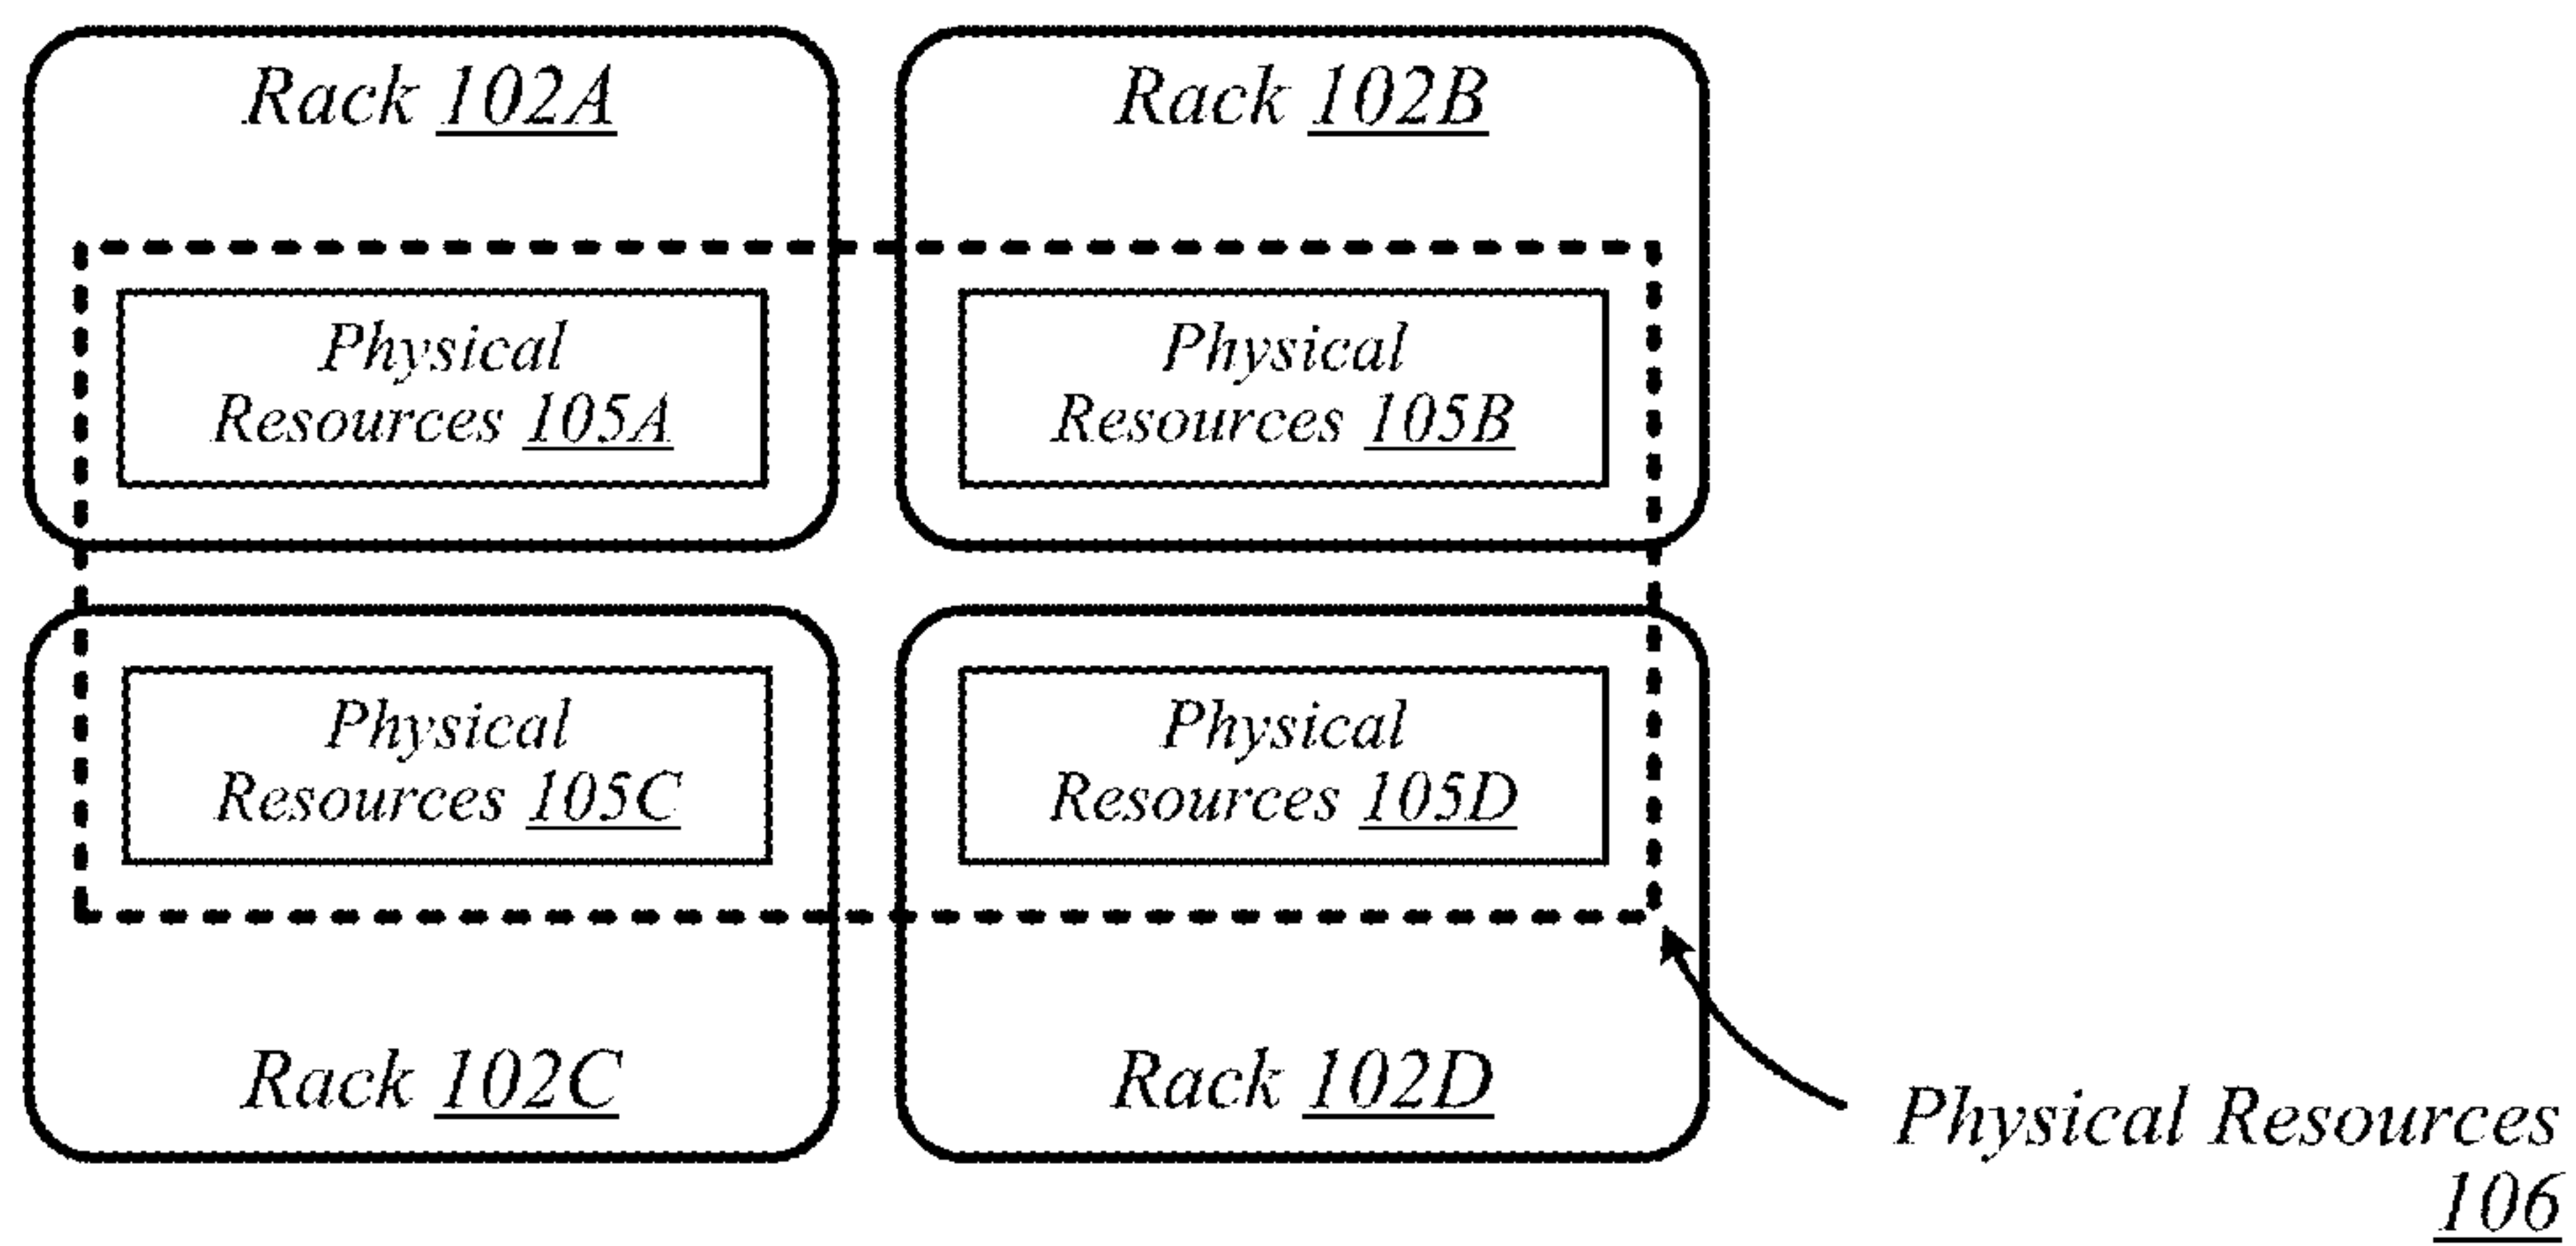 Rack 102A
Rack 102B
Physical
Resources 105A
Physical
Resources 105B
Physical
Resources 105C
Physical
Resources 105D
Rack 102C
Rack 102D
Physical Resources
106